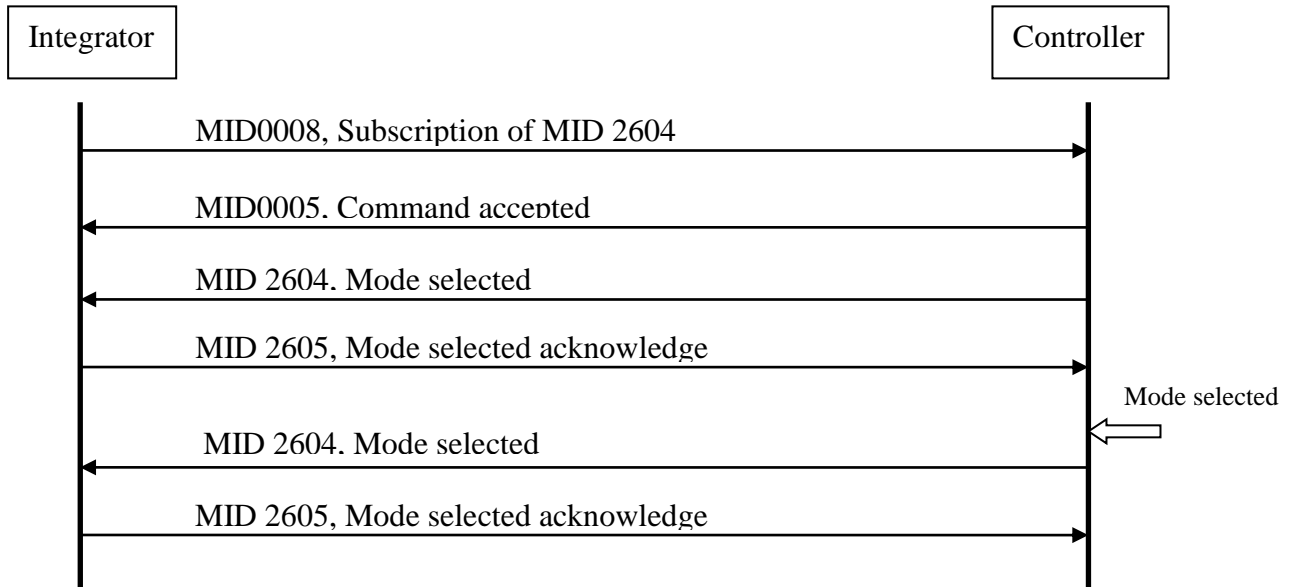 Integrator
Controller
MID0008, Subscription of MID 2604
MID0005, Command accepted
MID 2604, Mode selected
MID 2605, Mode selected acknowledge
Mode selected
MID 2604, Mode selected
MID 2605, Mode selected acknowledge